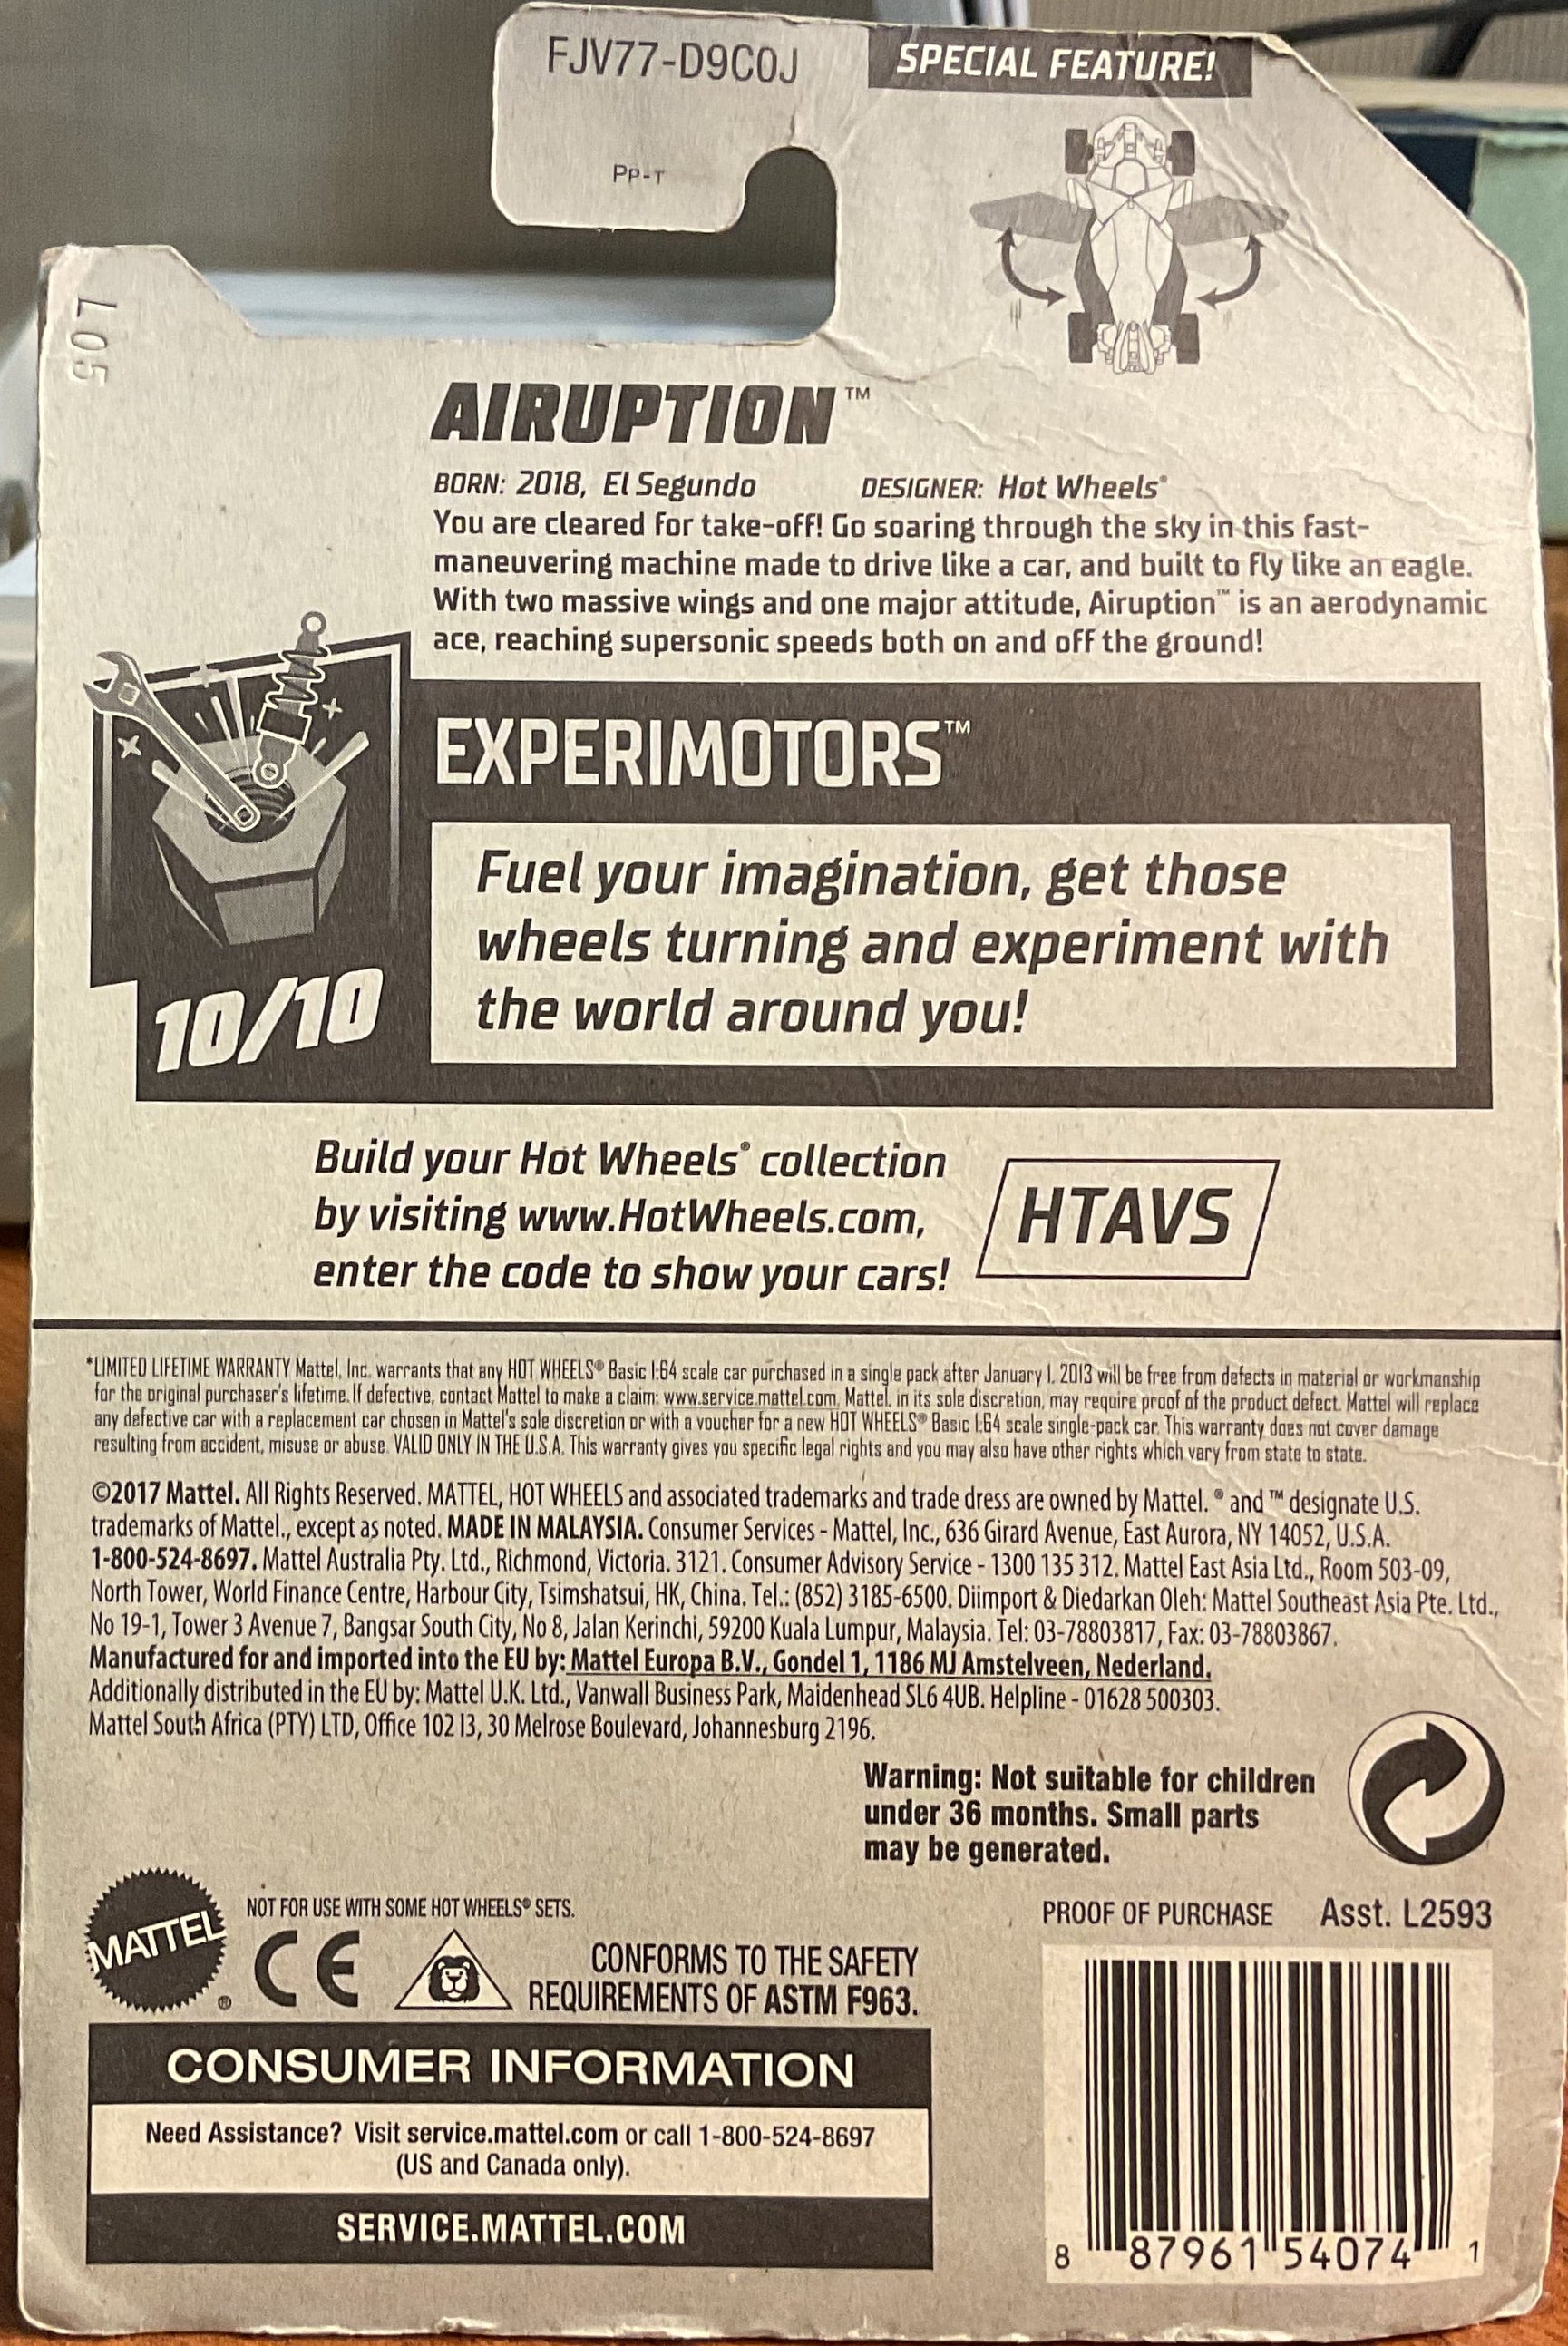 FJV77-D9C0J
SPECIAL FEATURE!
PP-T
L05
AIRUPTION™
BORN: 2018, El Segundo DESIGNER: Hot Wheels®
You are cleared for take-off! Go soaring through the sky in this fast-
maneuvering machine made to drive like a car, and built to fly like an eagle.
With two massive wings and one major attitude, Airuption™ is an aerodynamic
ace, reaching supersonic speeds both on and off the ground!
EXPERIMOTORS™
Fuel your imagination, get those
wheels turning and experiment with
the world around you!
10/10
Build your Hot Wheels® collection
by visiting www.HotWheels.com,
enter the code to show your cars!
HTAVS
*LIMITED LIFETIME WARRANTY Mattel, Inc. warrants that any HOT WHEELS® Basic 1:64 scale car purchased in a single pack after January 1, 2013 will be free from defects in material or workmanship
for the original purchaser's lifetime. If defective, contact Mattel to make a claim: www.service.mattel.com. Mattel, in its sole discretion, may require proof of the product defect. Mattel will replace
any defective car with a replacement car chosen in Mattel's sole discretion or with a voucher for a new HOT WHEELS® Basic 1:64 scale single-pack car. This warranty does not cover damage
resulting from accident, misuse or abuse. VALID ONLY IN THE U.S.A. This warranty gives you specific legal rights and you may also have other rights which vary from state to state.
©2017 Mattel. All Rights Reserved. MATTEL, HOT WHEELS and associated trademarks and trade dress are owned by Mattel. ® and ™ designate U.S.
trademarks of Mattel., except as noted. MADE IN MALAYSIA. Consumer Services - Mattel, Inc., 636 Girard Avenue, East Aurora, NY 14052, U.S.A.
1-800-524-8697. Mattel Australia Pty. Ltd., Richmond, Victoria. 3121. Consumer Advisory Service - 1300 135 312. Mattel East Asia Ltd., Room 503-09,
North Tower, World Finance Centre, Harbour City, Tsimshatsui, HK, China. Tel.: (852) 3185-6500. Diimport & Diedarkan Oleh: Mattel Southeast Asia Pte. Ltd.,
No 19-1, Tower 3 Avenue 7, Bangsar South City, No 8, Jalan Kerinchi, 59200 Kuala Lumpur, Malaysia. Tel: 03-78803817, Fax: 03-78803867.
Manufactured for and imported into the EU by: Mattel Europa B.V., Gondel 1, 1186 MJ Amstelveen, Nederland.
Additionally distributed in the EU by: Mattel U.K. Ltd., Vanwall Business Park, Maidenhead SL6 4UB. Helpline - 01628 500303.
Mattel South Africa (PTY) LTD, Office 102 I3, 30 Melrose Boulevard, Johannesburg 2196.
Warning: Not suitable for children
under 36 months. Small parts
may be generated.
MATTEL®
NOT FOR USE WITH SOME HOT WHEELS® SETS.
CE
CONFORMS TO THE SAFETY
REQUIREMENTS OF ASTM F963.
PROOF OF PURCHASE Asst. L2593
CONSUMER INFORMATION
Need Assistance? Visit service.mattel.com or call 1-800-524-8697
(US and Canada only).
SERVICE.MATTEL.COM
8 87961 54074 1